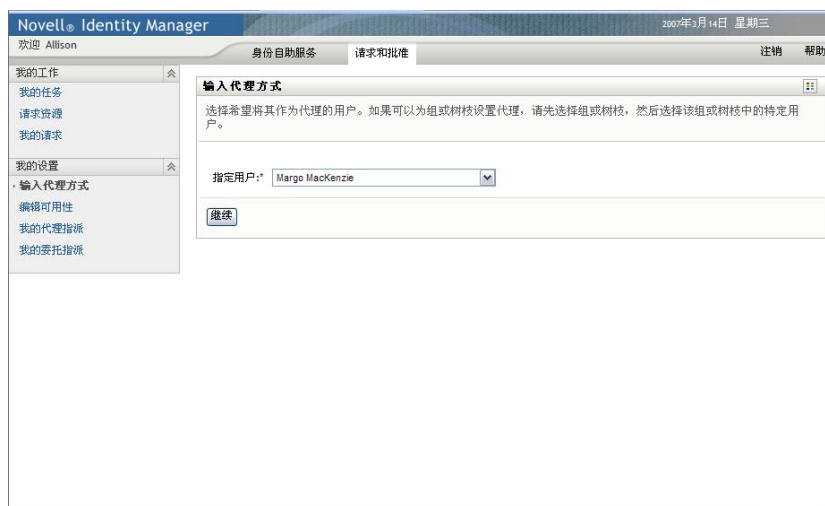 Novell® Identity Manager
2007年3月14日 星期三
欢迎 Allison
身份自助服务
请求和批准
注销
帮助
我的工作
我的任务
请求资源
我的请求
我的设置
输入代理方式
编辑可用性
我的代理指派
我的委托指派
输入代理方式
选择希望将其作为代理的用户。如果可以为组或树枝设置代理，请先选择组或树枝，然后选择该组或树枝中的特定用
户。
指定用户:* Margo MacKenzie
继续